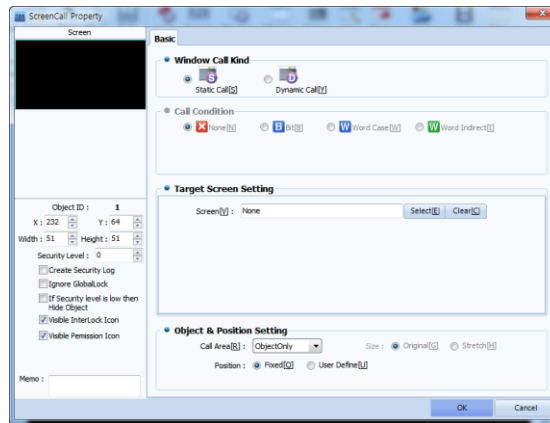 ScreenCall Property
Screen
Basic
Window Call Kind
Static Call[S]
Dynamic Call[Y]
Call Condition
None[N]
Bit[B]
Word Case[W]
Word Indirect[I]
Object ID : 1
X : 232 Y : 64
Width : 51 Height : 51
Security Level : 0
Create Security Log
Ignore GlobalLock
If Security level is low then
Hide Object
Visible InterLock Icon
Visible Pemission Icon
Memo :
Target Screen Setting
Screen[V] : None Select[E] Clear[C]
Object & Position Setting
Call Area[R] : ObjectOnly Size : Original[G] Stretch[H]
Position : Fixed[O] User Define[U]
OK Cancel